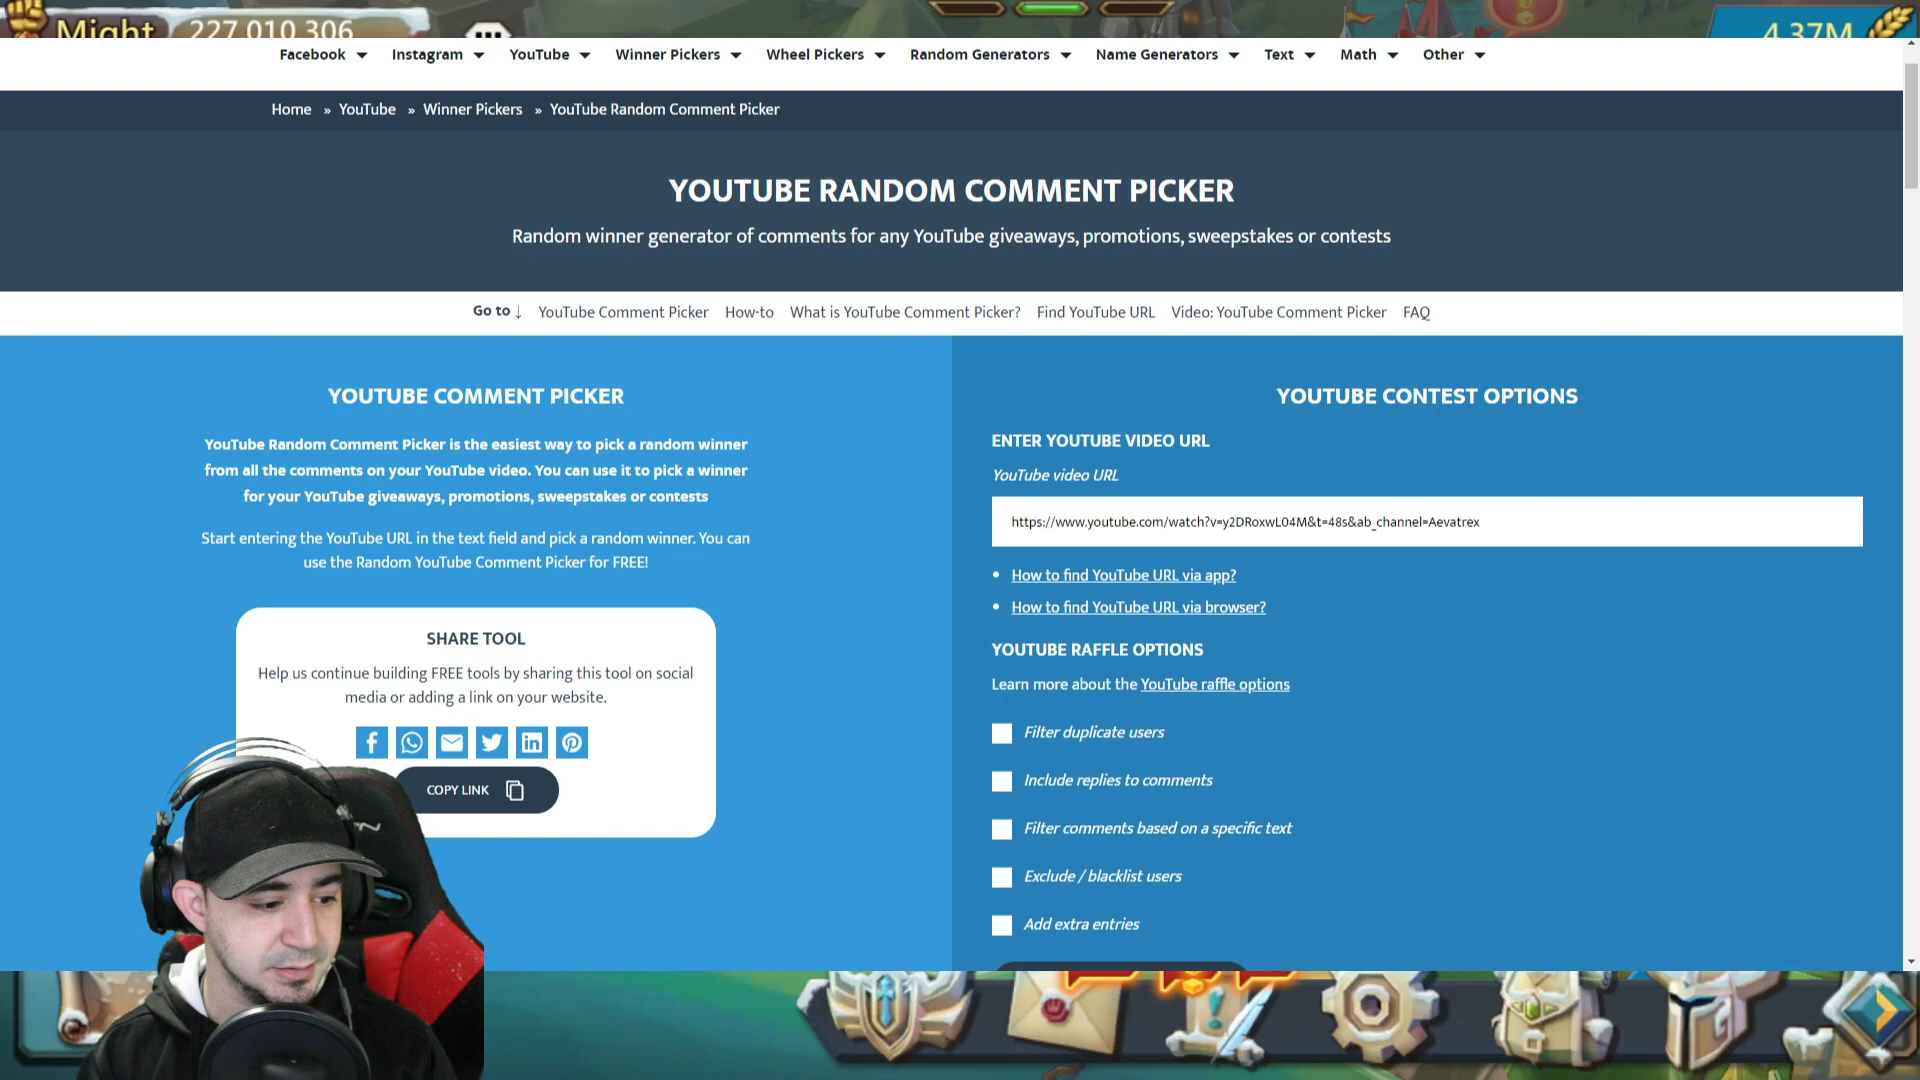 Might 227,010,306
4.37M
Facebook Instagram YouTube Winner Pickers Wheel Pickers Random Generators Name Generators Text Math Other
Home » YouTube » Winner Pickers » YouTube Random Comment Picker
YOUTUBE RANDOM COMMENT PICKER
Random winner generator of comments for any YouTube giveaways, promotions, sweepstakes or contests
Go to ↓ YouTube Comment Picker How-to What is YouTube Comment Picker? Find YouTube URL Video: YouTube Comment Picker FAQ
YOUTUBE COMMENT PICKER
YouTube Random Comment Picker is the easiest way to pick a random winner
from all the comments on your YouTube video. You can use it to pick a winner
for your YouTube giveaways, promotions, sweepstakes or contests
Start entering the YouTube URL in the text field and pick a random winner. You can
use the Random YouTube Comment Picker for FREE!
SHARE TOOL
Help us continue building FREE tools by sharing this tool on social
media or adding a link on your website.
COPY LINK
YOUTUBE CONTEST OPTIONS
ENTER YOUTUBE VIDEO URL
YouTube video URL
https://www.youtube.com/watch?v=y2DRoxwL04M&t=48s&ab_channel=Aevatrex
• How to find YouTube URL via app?
• How to find YouTube URL via browser?
YOUTUBE RAFFLE OPTIONS
Learn more about the YouTube raffle options
Filter duplicate users
Include replies to comments
Filter comments based on a specific text
Exclude / blacklist users
Add extra entries